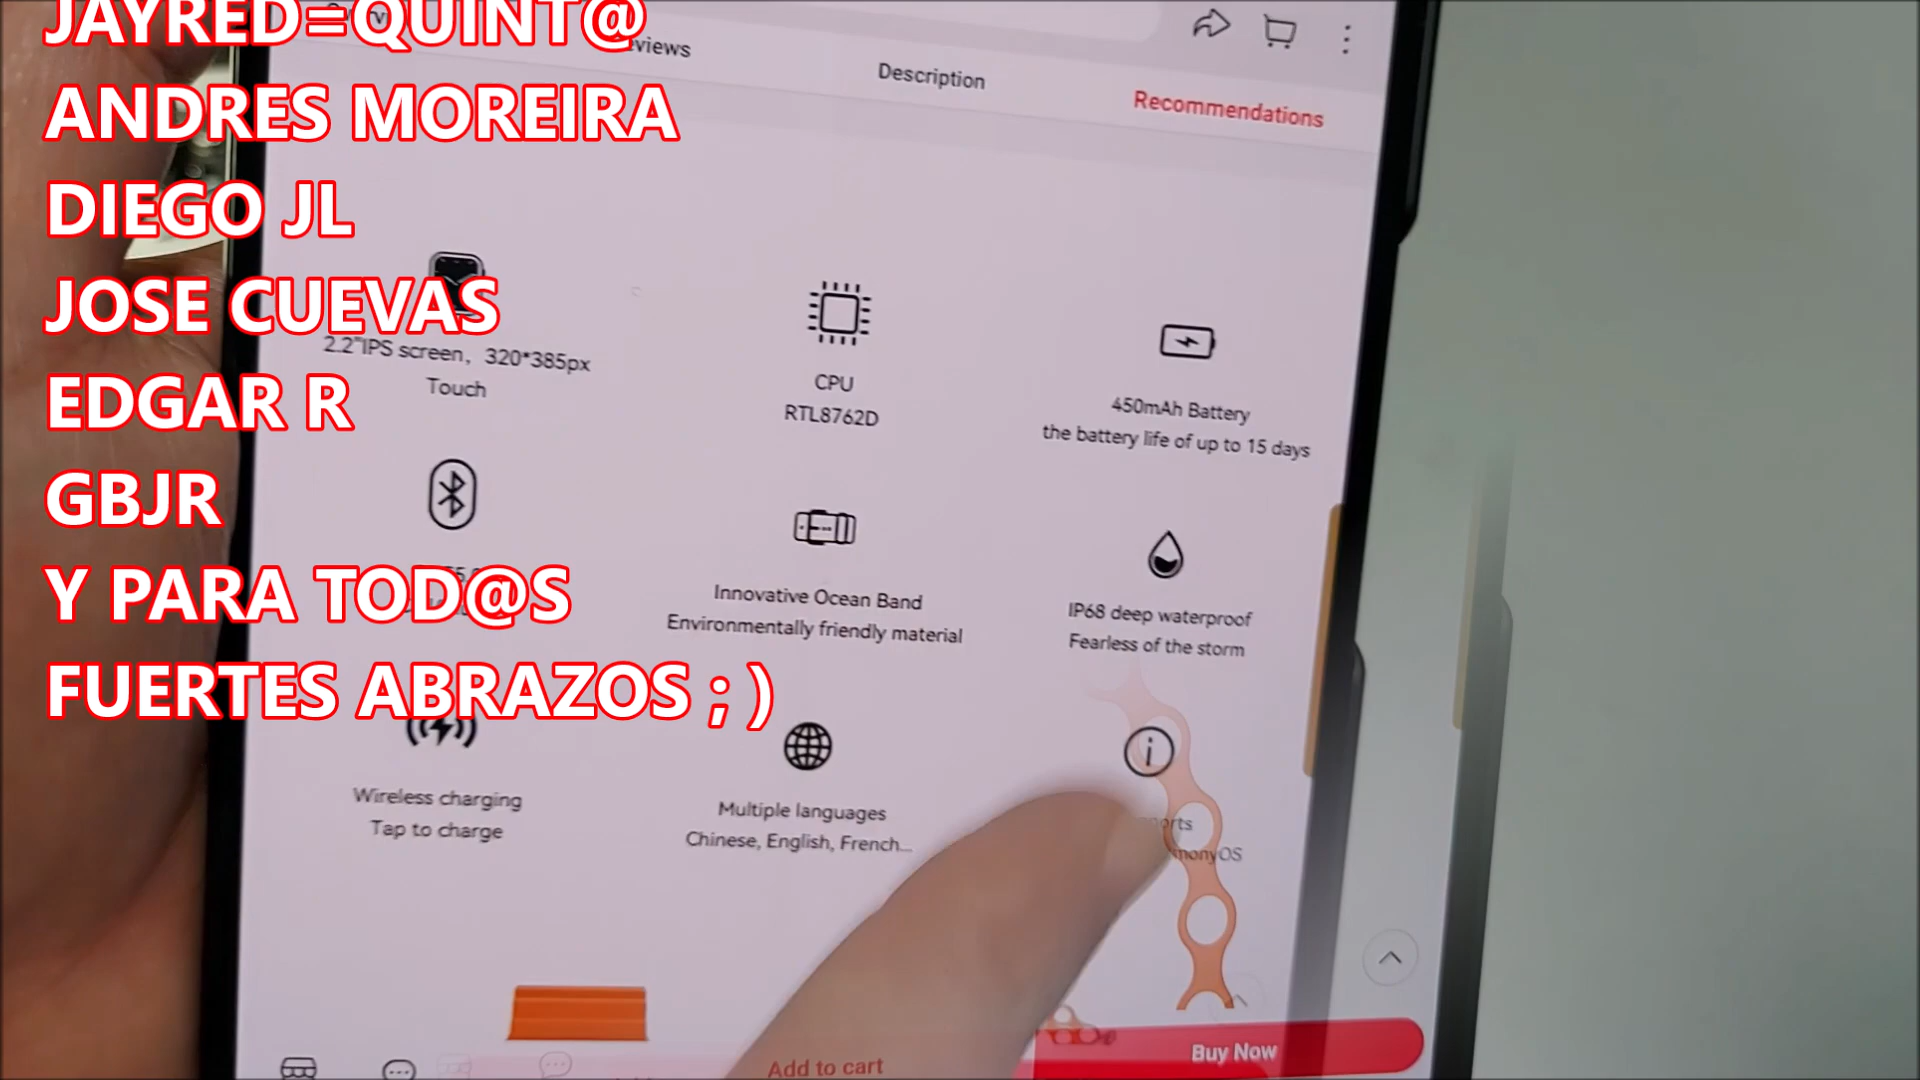 JAYRED=QUINT@
ANDRES MOREIRA
DIEGO JL
JOSE CUEVAS
EDGAR R
GBJR
Y PARA TOD@S
FUERTES ABRAZOS ; )
Description
Recommendations
2.2"IPS screen, 320*385px
Touch
CPU
RTL8762D
450mAh Battery
the battery life of up to 15 days
Innovative Ocean Band
Environmentally friendly material
IP68 deep waterproof
Fearless of the storm
Wireless charging
Tap to charge
Multiple languages
Chinese, English, French...
Add to cart
Buy Now